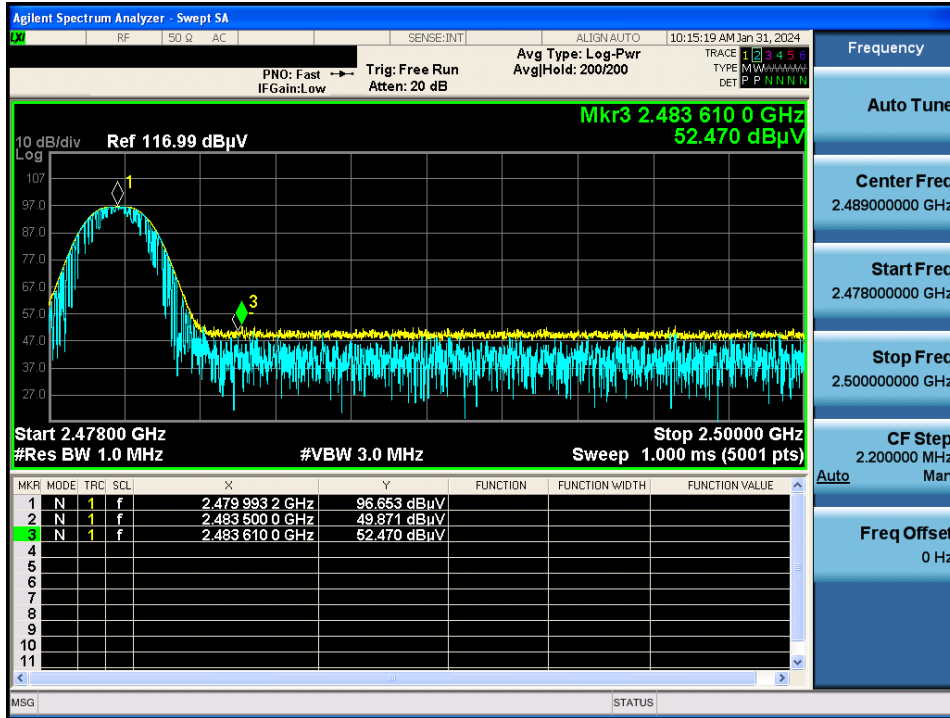 Agilent Spectrum Analyzer - Swept SA
LXI RF 50 Ω AC SENSE:INT ALIGN AUTO 10:15:19 AM Jan 31, 2024
PNO: Fast Trig: Free Run Avg Type: Log-Pwr TRACE 1 2 3 4 5 6
IFGain:Low Atten: 20 dB Avg|Hold: 200/200 TYPE MWWWWW
DET P P N N N N
Frequency
Auto Tune
Center Freq
2.489000000 GHz
Start Freq
2.478000000 GHz
Stop Freq
2.500000000 GHz
CF Step
2.200000 MHz
Auto Man
Freq Offset
0 Hz
Mkr3 2.483 610 0 GHz
52.470 dBµV
10 dB/div Ref 116.99 dBµV
Log
107
97.0
87.0
77.0
67.0
57.0
47.0
37.0
27.0
1
3
Start 2.47800 GHz Stop 2.50000 GHz
#Res BW 1.0 MHz #VBW 3.0 MHz Sweep 1.000 ms (5001 pts)
MKR MODE TRC SCL X Y FUNCTION FUNCTION WIDTH FUNCTION VALUE
1 N 1 f 2.479 993 2 GHz 96.653 dBµV
2 N 1 f 2.483 500 0 GHz 49.871 dBµV
3 N 1 f 2.483 610 0 GHz 52.470 dBµV
4
5
6
7
8
9
10
11
MSG STATUS